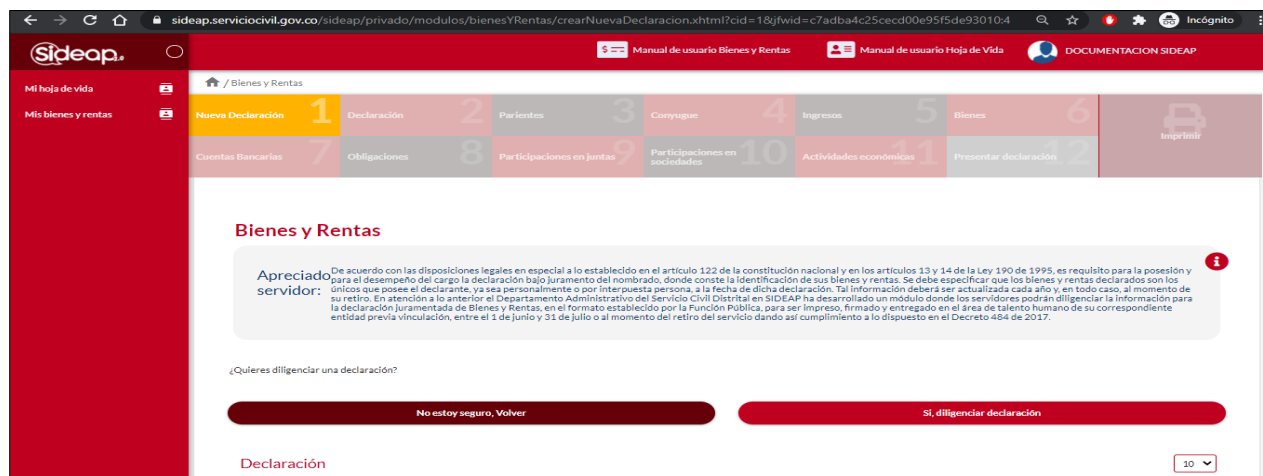 sideap.serviciocivil.gov.co/sideap/privado/modulos/bienesYRentas/crearNuevaDeclaracion.xhtml?cid=1&jfwid=c7adba4c25cecd00e95f5de93010:4 Incógnito
Sideap. Manual de usuario Bienes y Rentas Manual de usuario Hoja de Vida DOCUMENTACION SIDEAP
Mi hoja de vida
Mis bienes y rentas
/ Bienes y Rentas
Nueva Declaración 1 Declaración 2 Parientes 3 Conyugue 4 Ingresos 5 Bienes 6
Imprimir
Cuentas Bancarias 7 Obligaciones 8 Participaciones en juntas 9 Participaciones en sociedades 10 Actividades económicas 11 Presentar declaración 12
Bienes y Rentas
Apreciado servidor:
De acuerdo con las disposiciones legales en especial a lo establecido en el artículo 122 de la constitución nacional y en los artículos 13 y 14 de la Ley 190 de 1995, es requisito para la posesión y
para el desempeño del cargo la declaración bajo juramento del nombrado, donde conste la identificación de sus bienes y rentas. Se debe especificar que los bienes y rentas declarados son los
únicos que posee el declarante, ya sea personalmente o por interpuesta persona, a la fecha de dicha declaración. Tal información deberá ser actualizada cada año y, en todo caso, al momento de
su retiro. En atención a lo anterior el Departamento Administrativo del Servicio Civil Distrital en SIDEAP ha desarrollado un módulo donde los servidores podrán diligenciar la información para
la declaración juramentada de Bienes y Rentas, en el formato establecido por la Función Pública, para ser impreso, firmado y entregado en el área de talento humano de su correspondiente
entidad previa vinculación, entre el 1 de junio y 31 de julio o al momento del retiro del servicio dando así cumplimiento a lo dispuesto en el Decreto 484 de 2017.
¿Quieres diligenciar una declaración?
No estoy seguro, Volver
Si, diligenciar declaración
Declaración 10